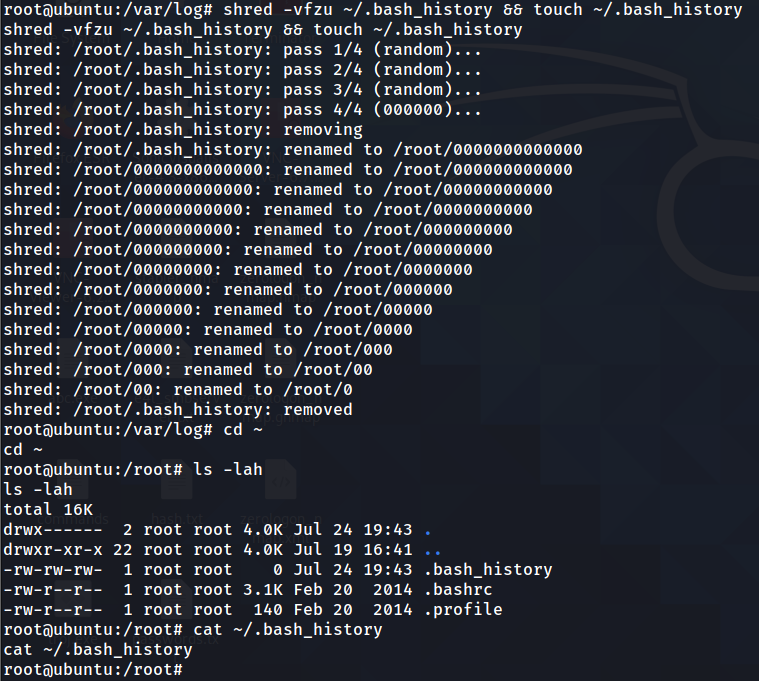 root@ubuntu:/var/log# shred -vfzu ~/.bash_history && touch ~/.bash_history
shred -vfzu ~/.bash_history && touch ~/.bash_history
shred: /root/.bash_history: pass 1/4 (random)...
shred: /root/.bash_history: pass 2/4 (random)...
shred: /root/.bash_history: pass 3/4 (random)...
shred: /root/.bash_history: pass 4/4 (000000)...
shred: /root/.bash_history: removing
shred: /root/.bash_history: renamed to /root/0000000000000
shred: /root/0000000000000: renamed to /root/000000000000
shred: /root/000000000000: renamed to /root/00000000000
shred: /root/00000000000: renamed to /root/0000000000
shred: /root/0000000000: renamed to /root/000000000
shred: /root/000000000: renamed to /root/00000000
shred: /root/00000000: renamed to /root/0000000
shred: /root/0000000: renamed to /root/000000
shred: /root/000000: renamed to /root/00000
shred: /root/00000: renamed to /root/0000
shred: /root/0000: renamed to /root/000
shred: /root/000: renamed to /root/00
shred: /root/00: renamed to /root/0
shred: /root/.bash_history: removed
root@ubuntu:/var/log# cd ~
cd ~
root@ubuntu:/root# ls -lah
ls -lah
total 16K
drwx------  2 root root 4.0K Jul 24 19:43 .
drwxr-xr-x 22 root root 4.0K Jul 19 16:41 ..
-rw-rw-rw-  1 root root    0 Jul 24 19:43 .bash_history
-rw-r--r--  1 root root 3.1K Feb 20  2014 .bashrc
-rw-r--r--  1 root root  140 Feb 20  2014 .profile
root@ubuntu:/root# cat ~/.bash_history
cat ~/.bash_history
root@ubuntu:/root#